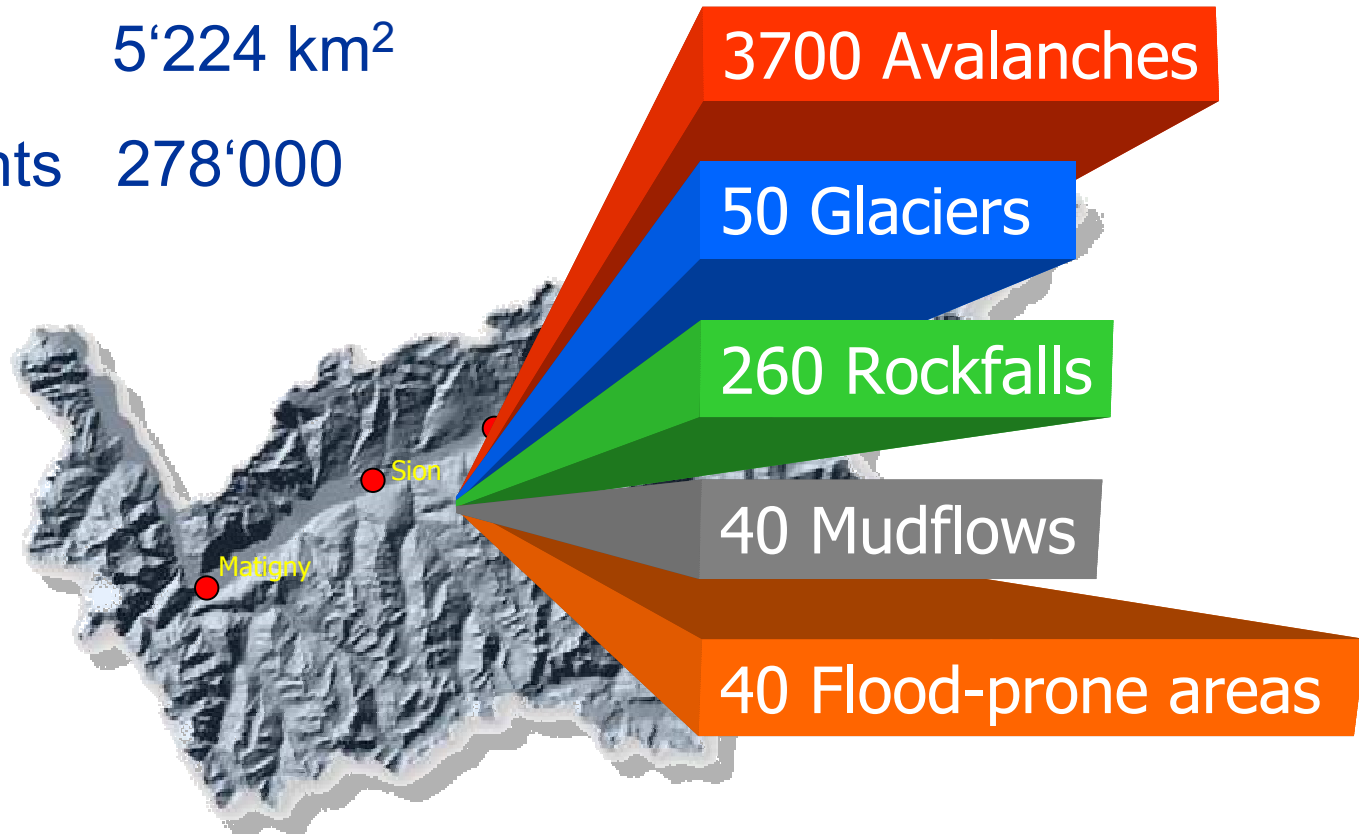 5‘224 km²
nts 278‘000
3700 Avalanches
50 Glaciers
260 Rockfalls
40 Mudflows
40 Flood-prone areas
Sion
Matigny